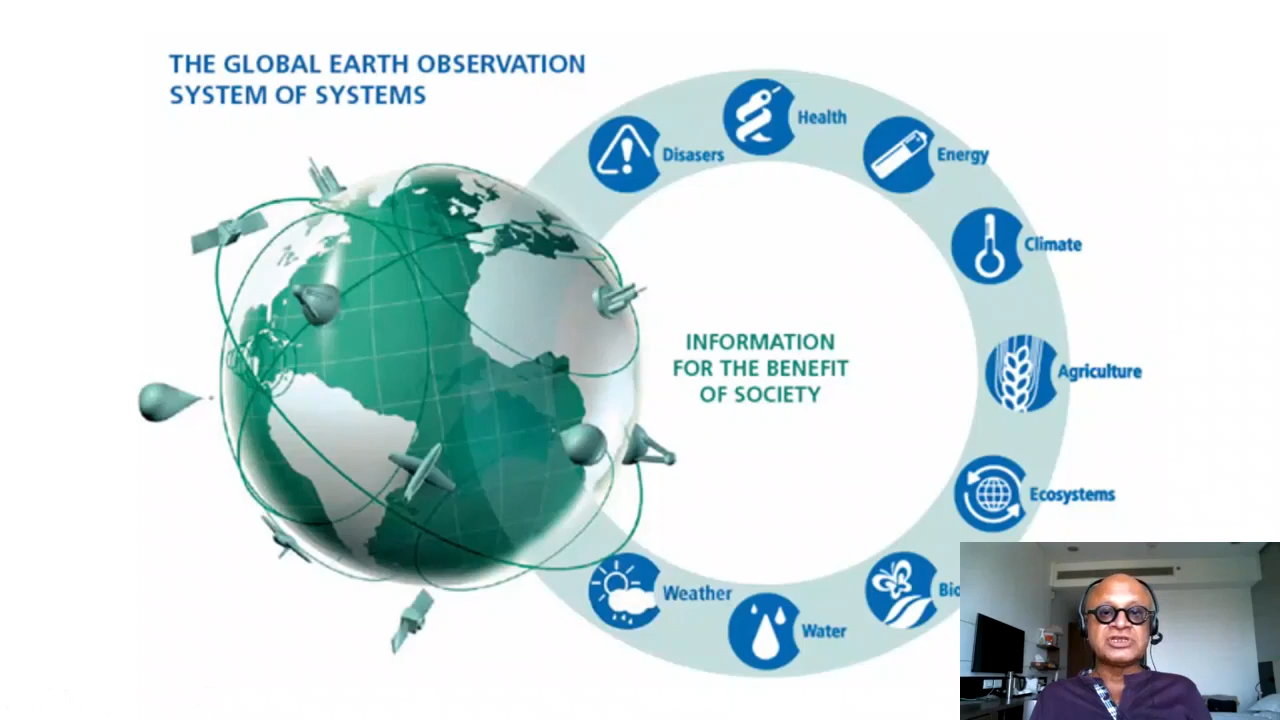 THE GLOBAL EARTH OBSERVATION
SYSTEM OF SYSTEMS
Disasers
Health
Energy
Climate
Agriculture
Ecosystems
Bio
Water
Weather
INFORMATION
FOR THE BENEFIT
OF SOCIETY